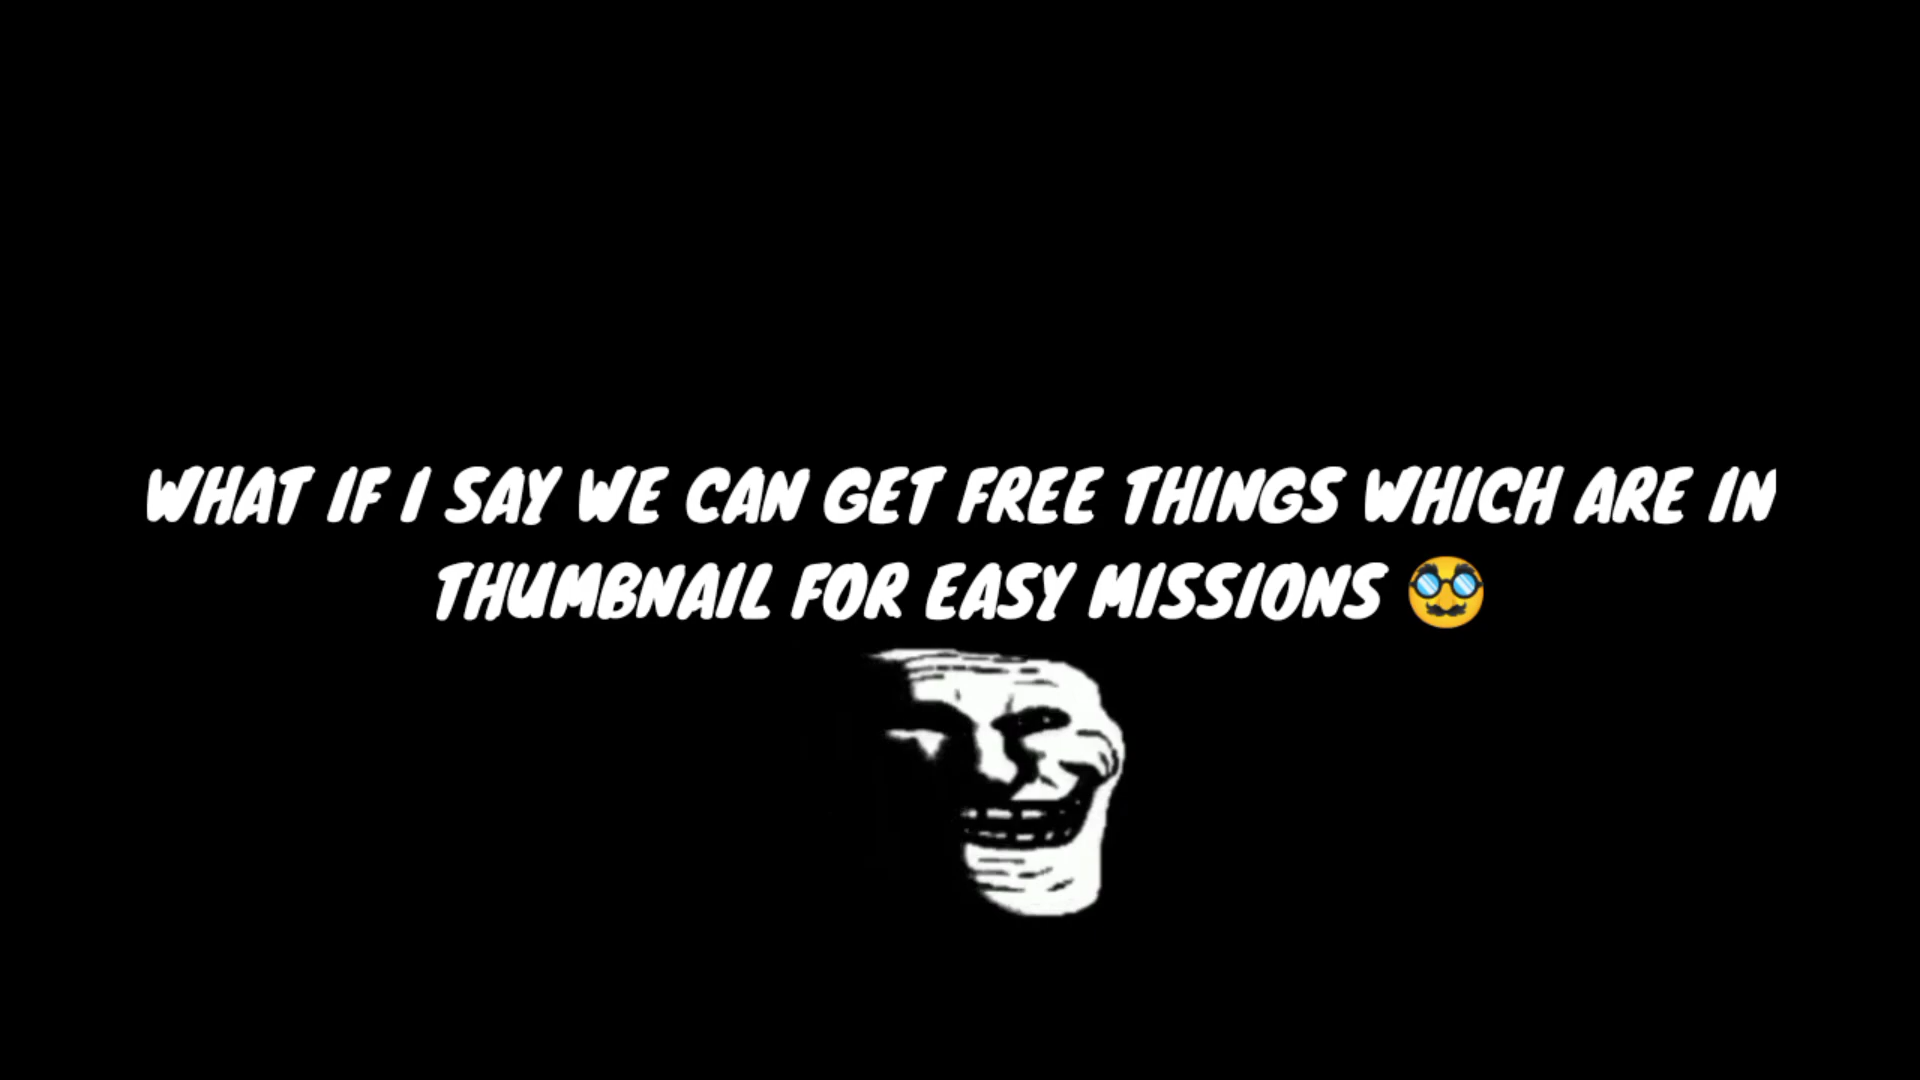 WHAT IF I SAY WE CAN GET FREE THINGS WHICH ARE IN
THUMBNAIL FOR EASY MISSIONS 🥸